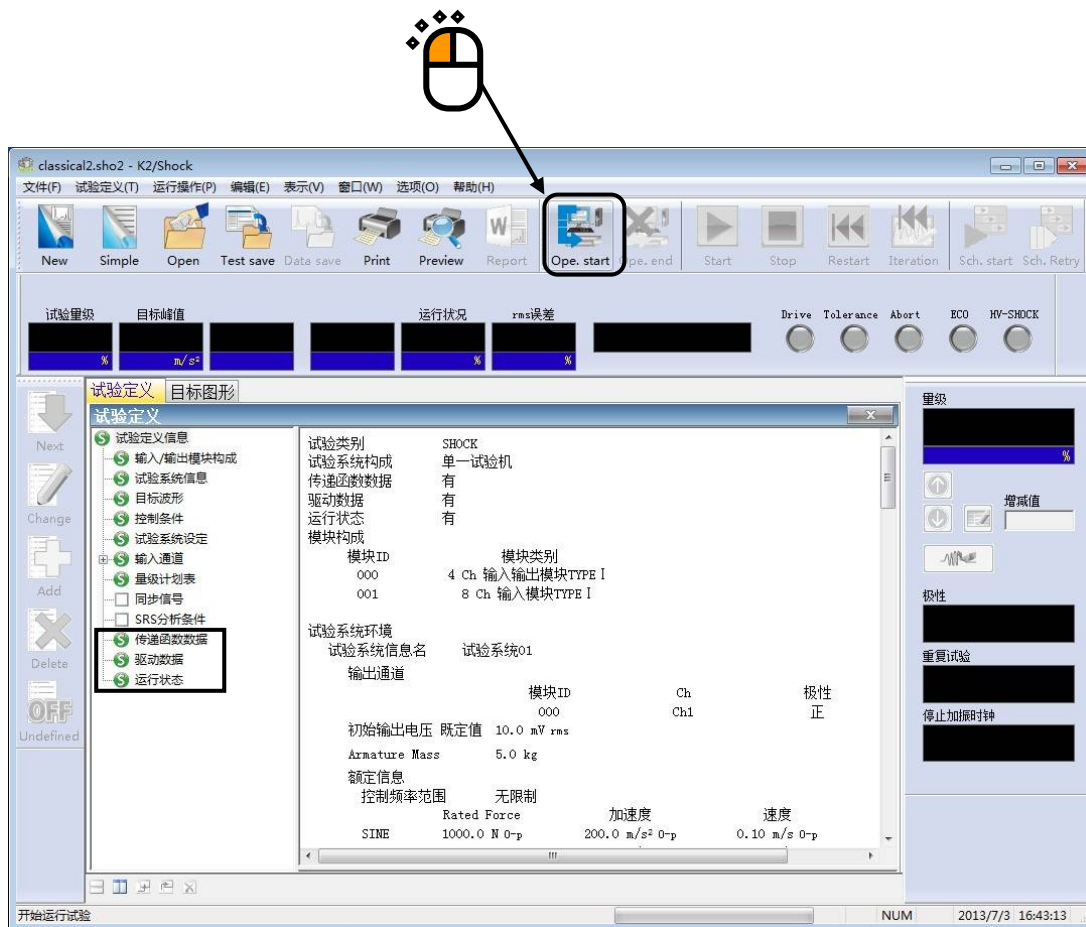 classical2.sho2 - K2/Shock
文件(F) 试验定义(T) 运行操作(P) 编辑(E) 表示(V) 窗口(W) 选项(O) 帮助(H)
New Simple Open Test save Data save Print Preview Report Ope. start Ope. end Start Stop Restart Iteration Sch. start Sch. Retry
试验量级 目标峰值 运行状况 rms误差 Drive Tolerance Abort ECO HV-SHOCK
% m/s² % %
Next
Change
Add
Delete
OFF
Undefined
试验定义 目标图形
试验定义
试验定义信息
输入/输出模块构成
试验系统信息
目标波形
控制条件
试验系统设定
输入通道
量级计划表
同步信号
SRS分析条件
传递函数数据
驱动数据
运行状态
试验类别 SHOCK
试验系统构成 单一试验机
传递函数数据 有
驱动数据 有
运行状态 有
模块构成
模块ID 模块类别
000 4 Ch 输入输出模块TYPEⅠ
001 8 Ch 输入模块TYPEⅠ
试验系统环境
试验系统信息名 试验系统01
输出通道
模块ID Ch 极性
000 Ch1 正
初始输出电压 既定值 10.0 mV rms
Armature Mass 5.0 kg
额定信息
控制频率范围 无限制
Rated Force 加速度 速度
SINE 1000.0 N 0-p 200.0 m/s² 0-p 0.10 m/s 0-p
量级
%
增减值
极性
重复试验
停止加振时钟
开始运行试验 NUM 2013/7/3 16:43:13